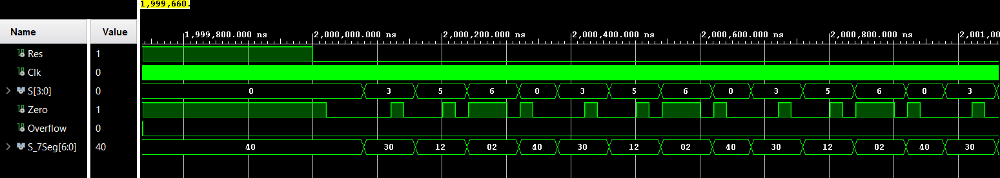 1,999,660.
Name Value
1,999,800.000 ns 2,000,000.000 ns 2,000,200.000 ns 2,000,400.000 ns 2,000,600.000 ns 2,000,800.000 ns 2,001,0
Res 1
Clk 0
S[3:0] 0 0 3 5 6 0 3 5 6 0 3 5 6 0 3
Zero 1
Overflow 0
S_7Seg[6:0] 40 40 30 12 02 40 30 12 02 40 30 12 02 40 30